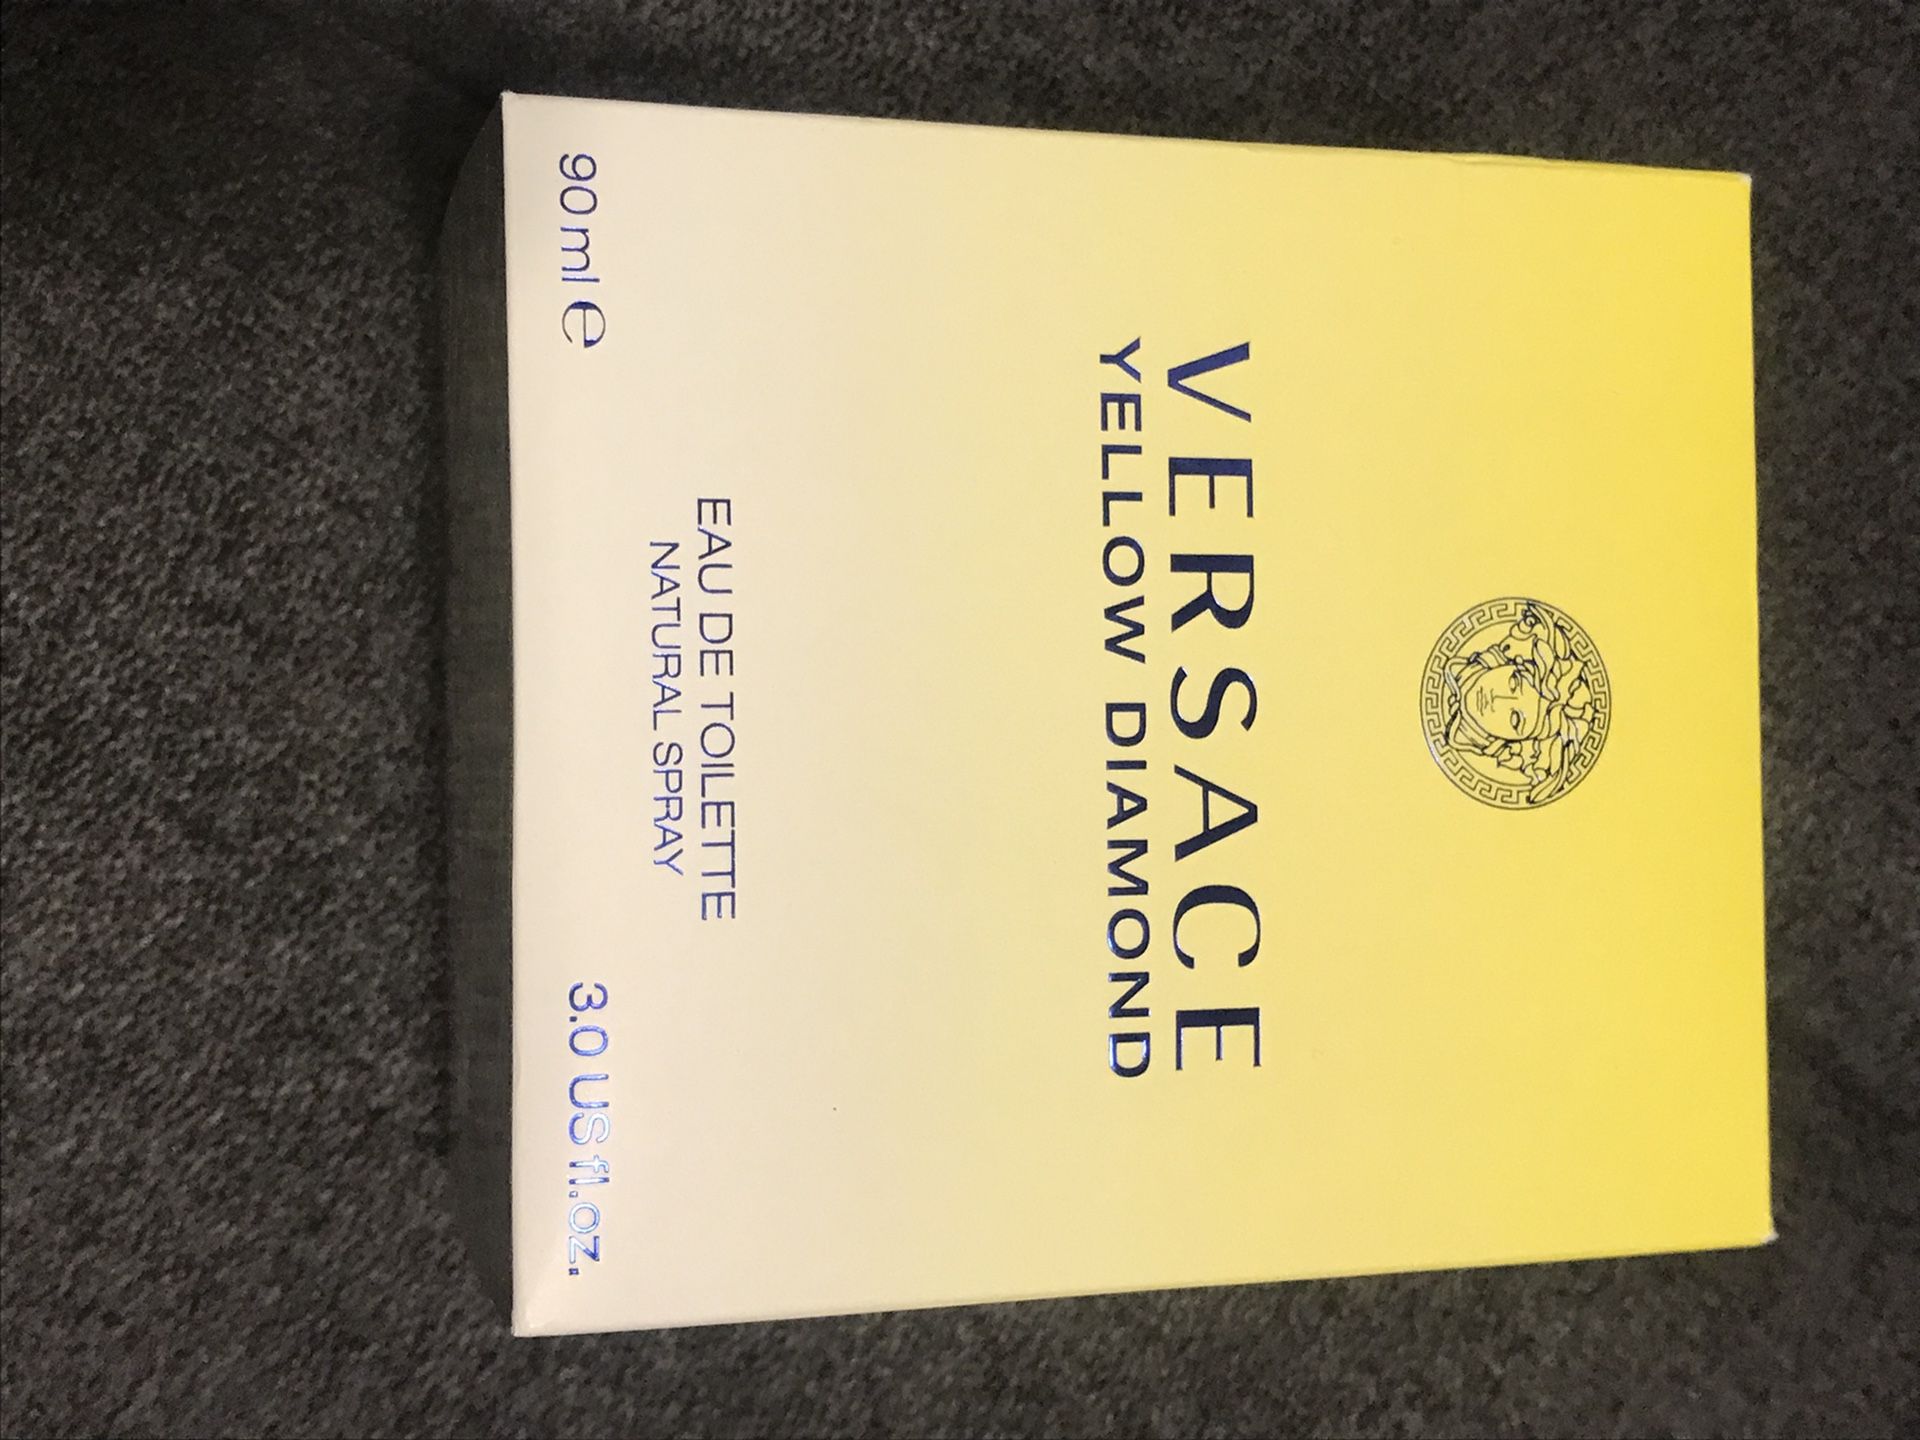 VERSACE
YELLOW DIAMOND
EAU DE TOILETTE
NATURAL SPRAY
90 ml ℮
3.0 US fl.oz.